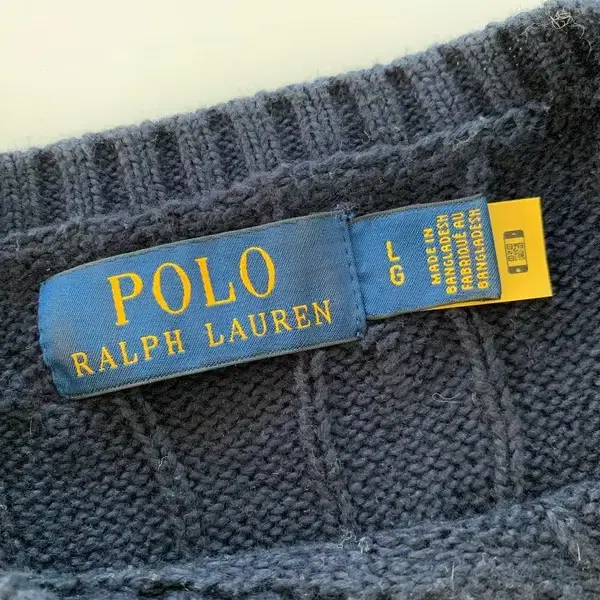 POLO
RALPH LAUREN
L
G
MADE IN
BANGLADESH
FABRIQUÉ AU
BANGLADESH